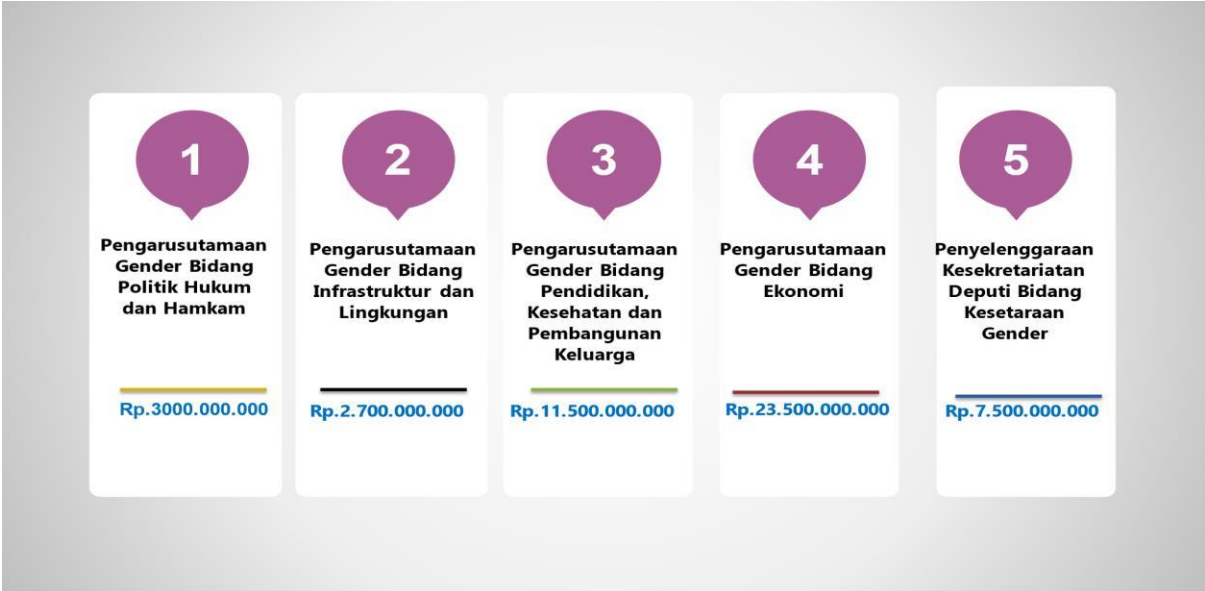 1
Pengarusutamaan
Gender Bidang
Politik Hukum
dan Hamkam
Rp.3000.000.000
2
Pengarusutamaan
Gender Bidang
Infrastruktur dan
Lingkungan
Rp.2.700.000.000
3
Pengarusutamaan
Gender Bidang
Pendidikan,
Kesehatan dan
Pembangunan
Keluarga
Rp.11.500.000.000
4
Pengarusutamaan
Gender Bidang
Ekonomi
Rp.23.500.000.000
5
Penyelenggaraan
Kesekretariatan
Deputi Bidang
Kesetaraan
Gender
Rp.7.500.000.000